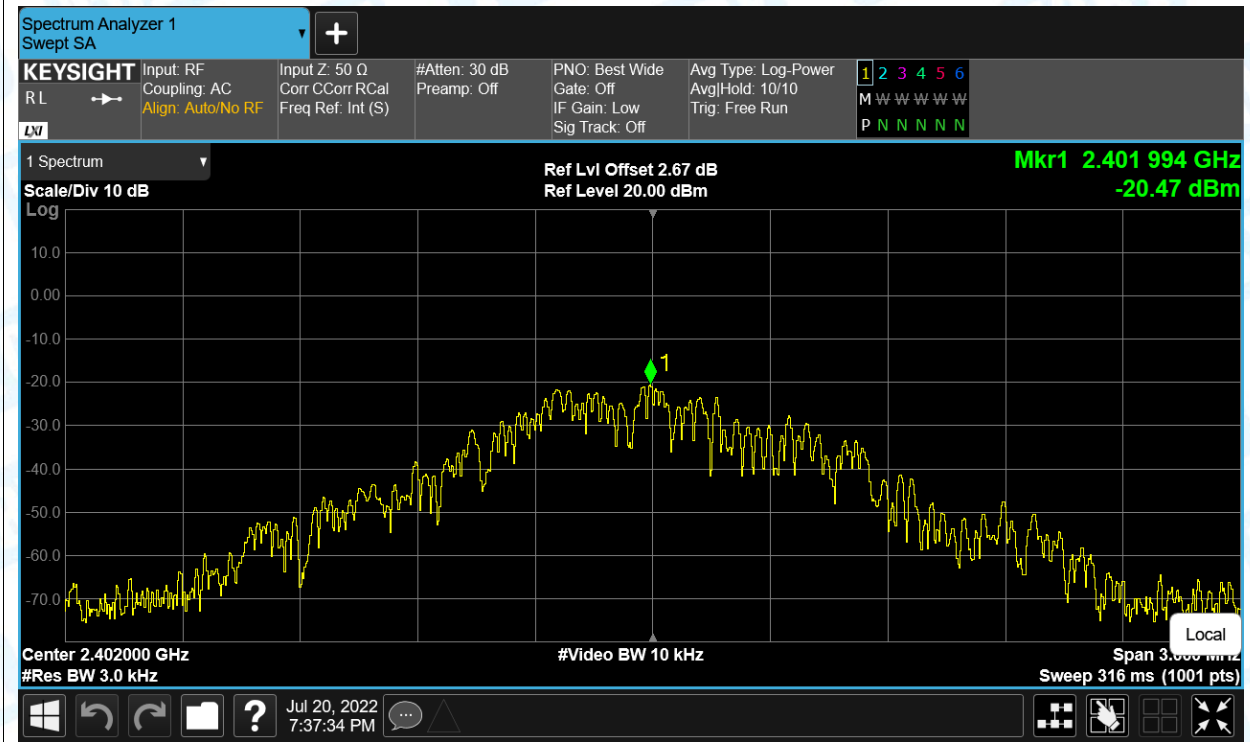 Spectrum Analyzer 1
Swept SA
+
KEYSIGHT
R L
LXI
Input: RF
Coupling: AC
Align: Auto/No RF
Input Z: 50 Ω
Corr CCorr RCal
Freq Ref: Int (S)
#Atten: 30 dB
Preamp: Off
PNO: Best Wide
Gate: Off
IF Gain: Low
Sig Track: Off
Avg Type: Log-Power
Avg|Hold: 10/10
Trig: Free Run
1 2 3 4 5 6
M W W W W W
P N N N N N
1 Spectrum
Scale/Div 10 dB
Log
Ref Lvl Offset 2.67 dB
Ref Level 20.00 dBm
Mkr1 2.401 994 GHz
-20.47 dBm
10.0
0.00
-10.0
-20.0
-30.0
-40.0
-50.0
-60.0
-70.0
1
Local
Center 2.402000 GHz
#Res BW 3.0 kHz
#Video BW 10 kHz
Span 3.000 MHz
Sweep 316 ms (1001 pts)
?
Jul 20, 2022
7:37:34 PM